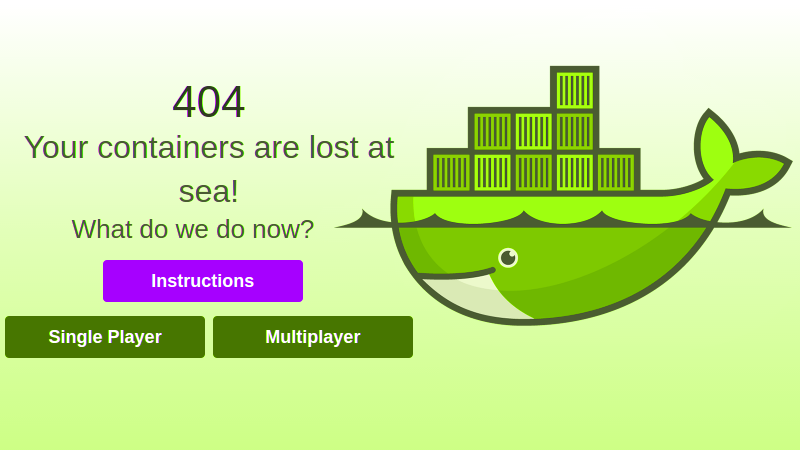 404
Your containers are lost at
sea!
What do we do now?
Instructions
Single Player
Multiplayer